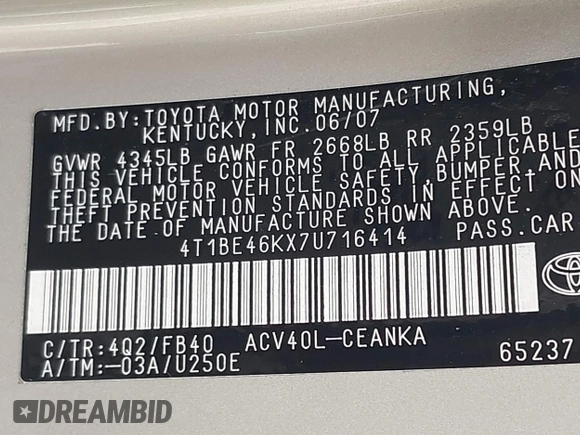 MFD.BY:TOYOTA MOTOR MANUFACTURING,
KENTUCKY, INC.06/07
GVWR 4345LB GAWR FR 2668LB RR 2359LB
THIS VEHICLE CONFORMS TO ALL APPLICABLE
FEDERAL MOTOR VEHICLE SAFETY, BUMPER, AND
THEFT PREVENTION STANDARDS IN EFFECT ON
THE DATE OF MANUFACTURE SHOWN ABOVE.
4T1BE46KX7U716414 PASS.CAR
C/TR:4Q2/FB40 ACV40L-CEANKA
A/TM:-03A/U250E 65237
DREAMBID